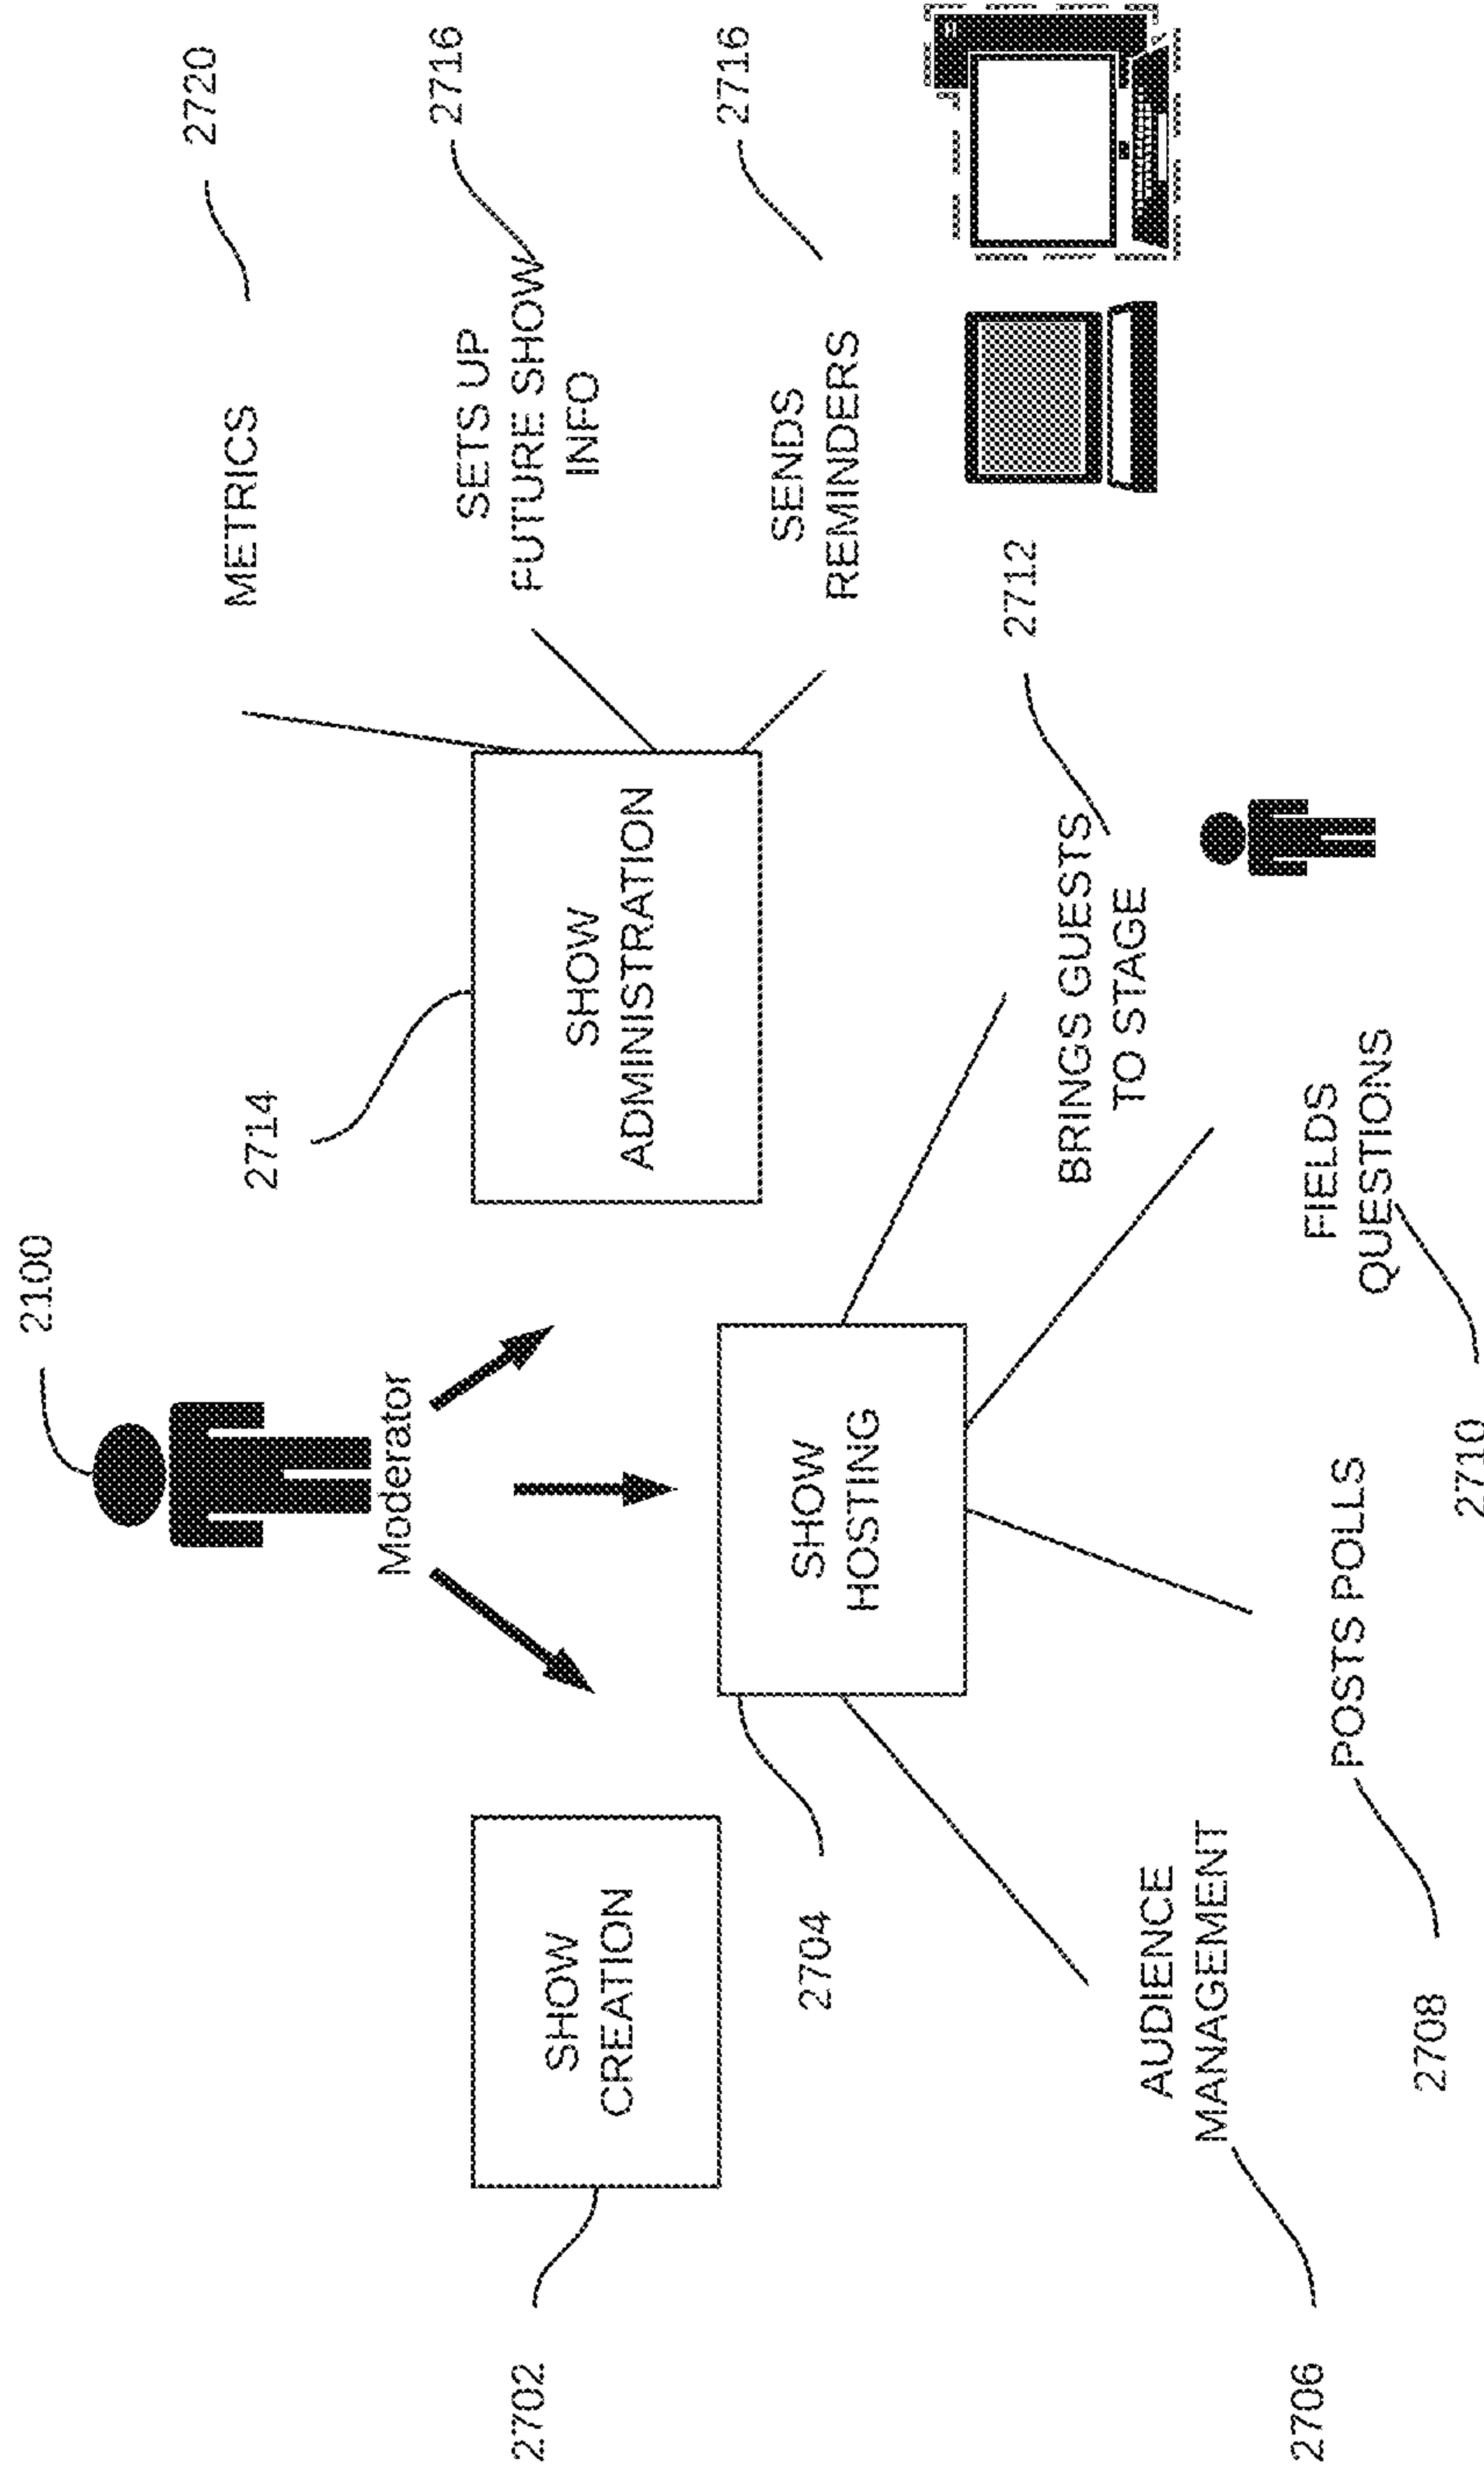 2100
Moderator
2702
SHOW
CREATION
2704
SHOW
HOSTING
2714
SHOW
ADMINISTRATION
2720
METRICS
2716
SETS UP
FUTURE SHOW
INFO
2716
SENDS
REMINDERS
2712
BRINGS GUESTS
TO STAGE
FIELDS
QUESTIONS
2710
POSTS POLLS
2708
AUDIENCE
MANAGEMENT
2706